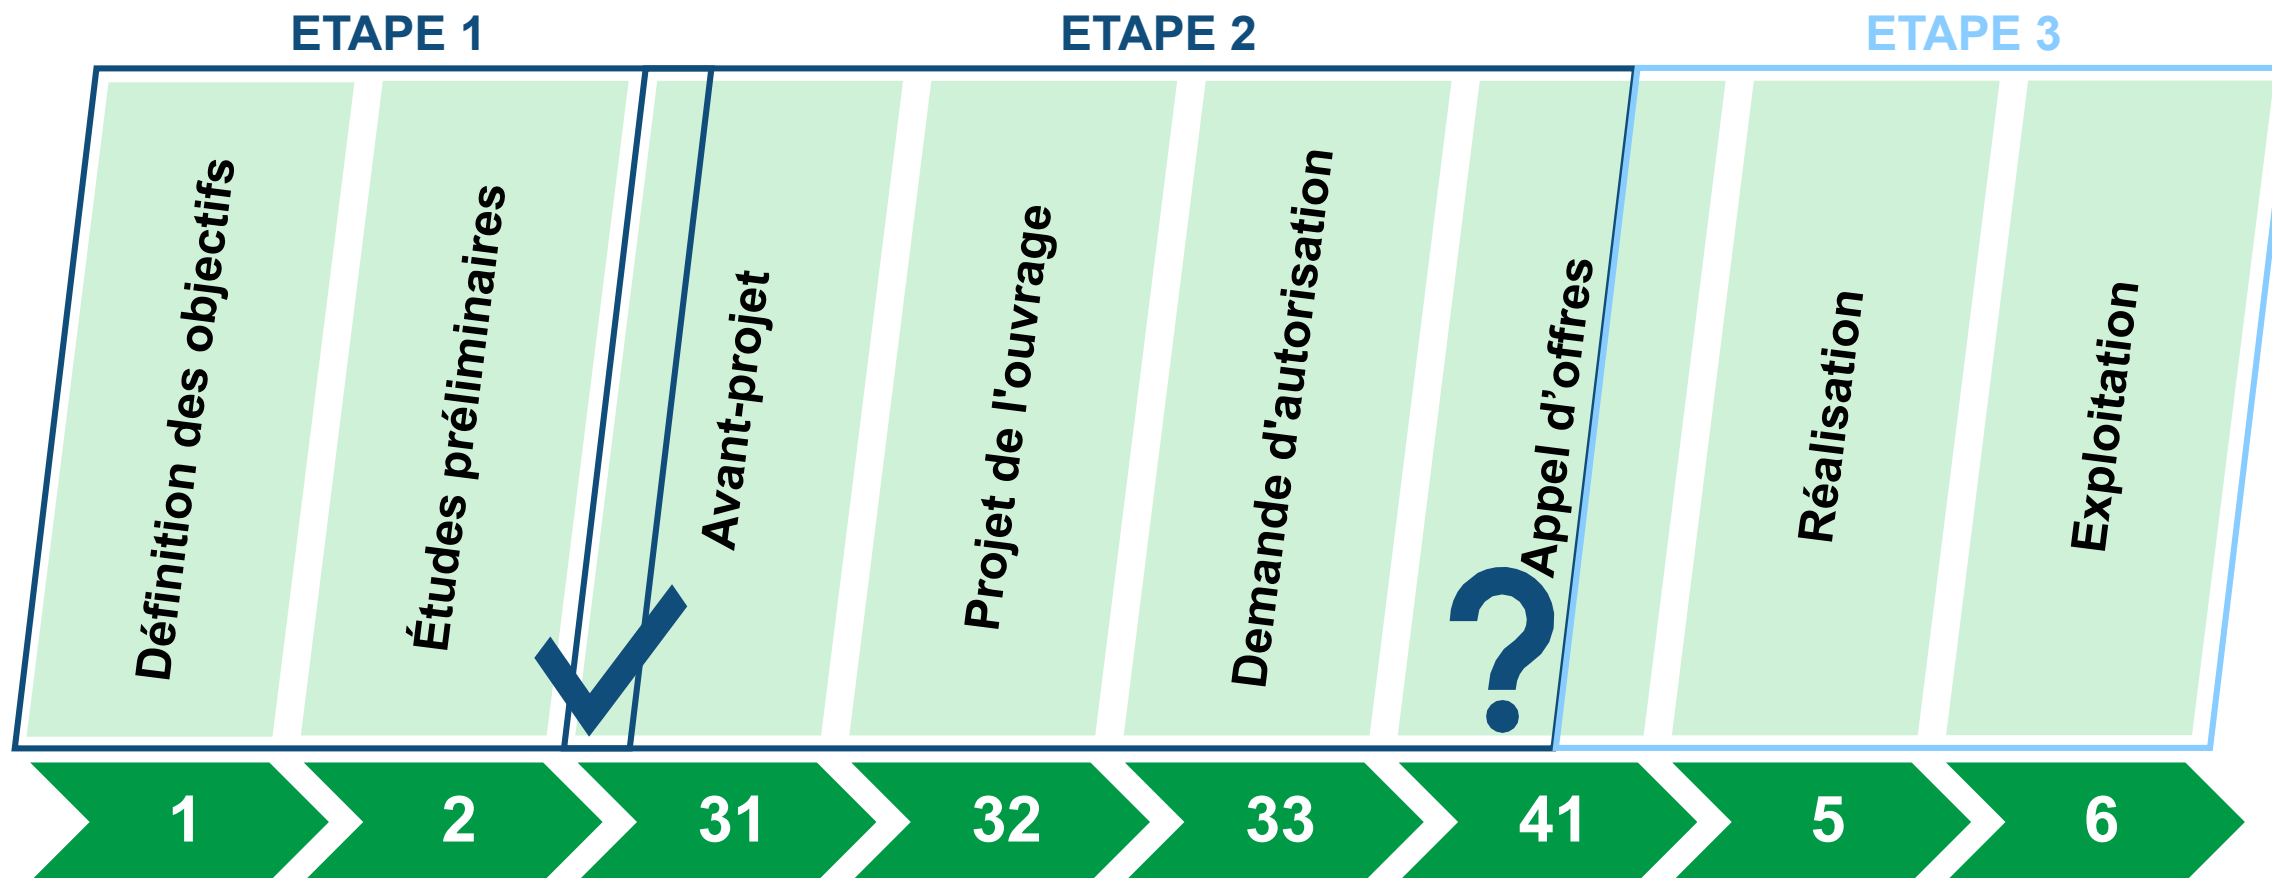 ETAPE 1
ETAPE 2
ETAPE 3
Définition des objectifs
Études préliminaires
Avant-projet
Projet de l'ouvrage
Demande d'autorisation
Appel d’offres
Réalisation
Exploitation
?
1
2
31
32
33
41
5
6